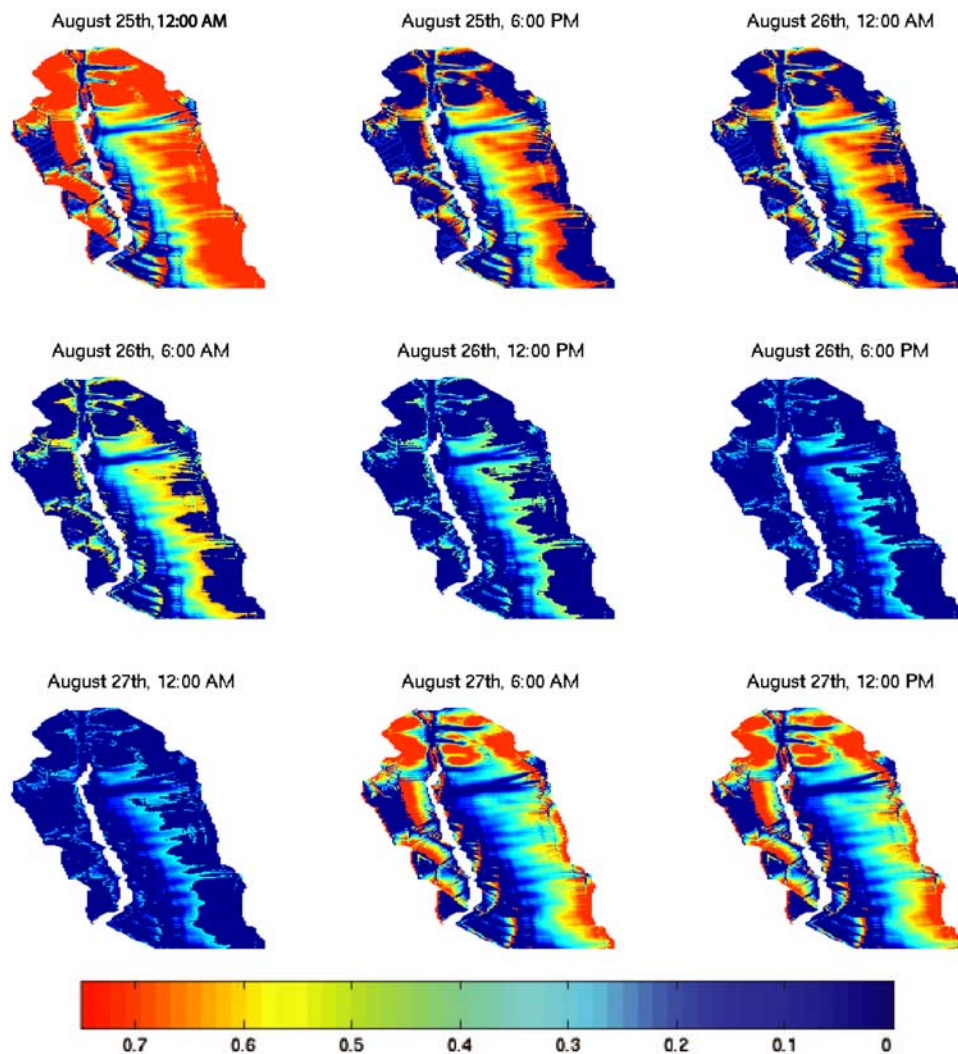 August 25th, 12:00 AM
August 25th, 6:00 PM
August 26th, 12:00 AM
August 26th, 6:00 AM
August 26th, 12:00 PM
August 26th, 6:00 PM
August 27th, 12:00 AM
August 27th, 6:00 AM
August 27th, 12:00 PM
0.7 0.6 0.5 0.4 0.3 0.2 0.1 0